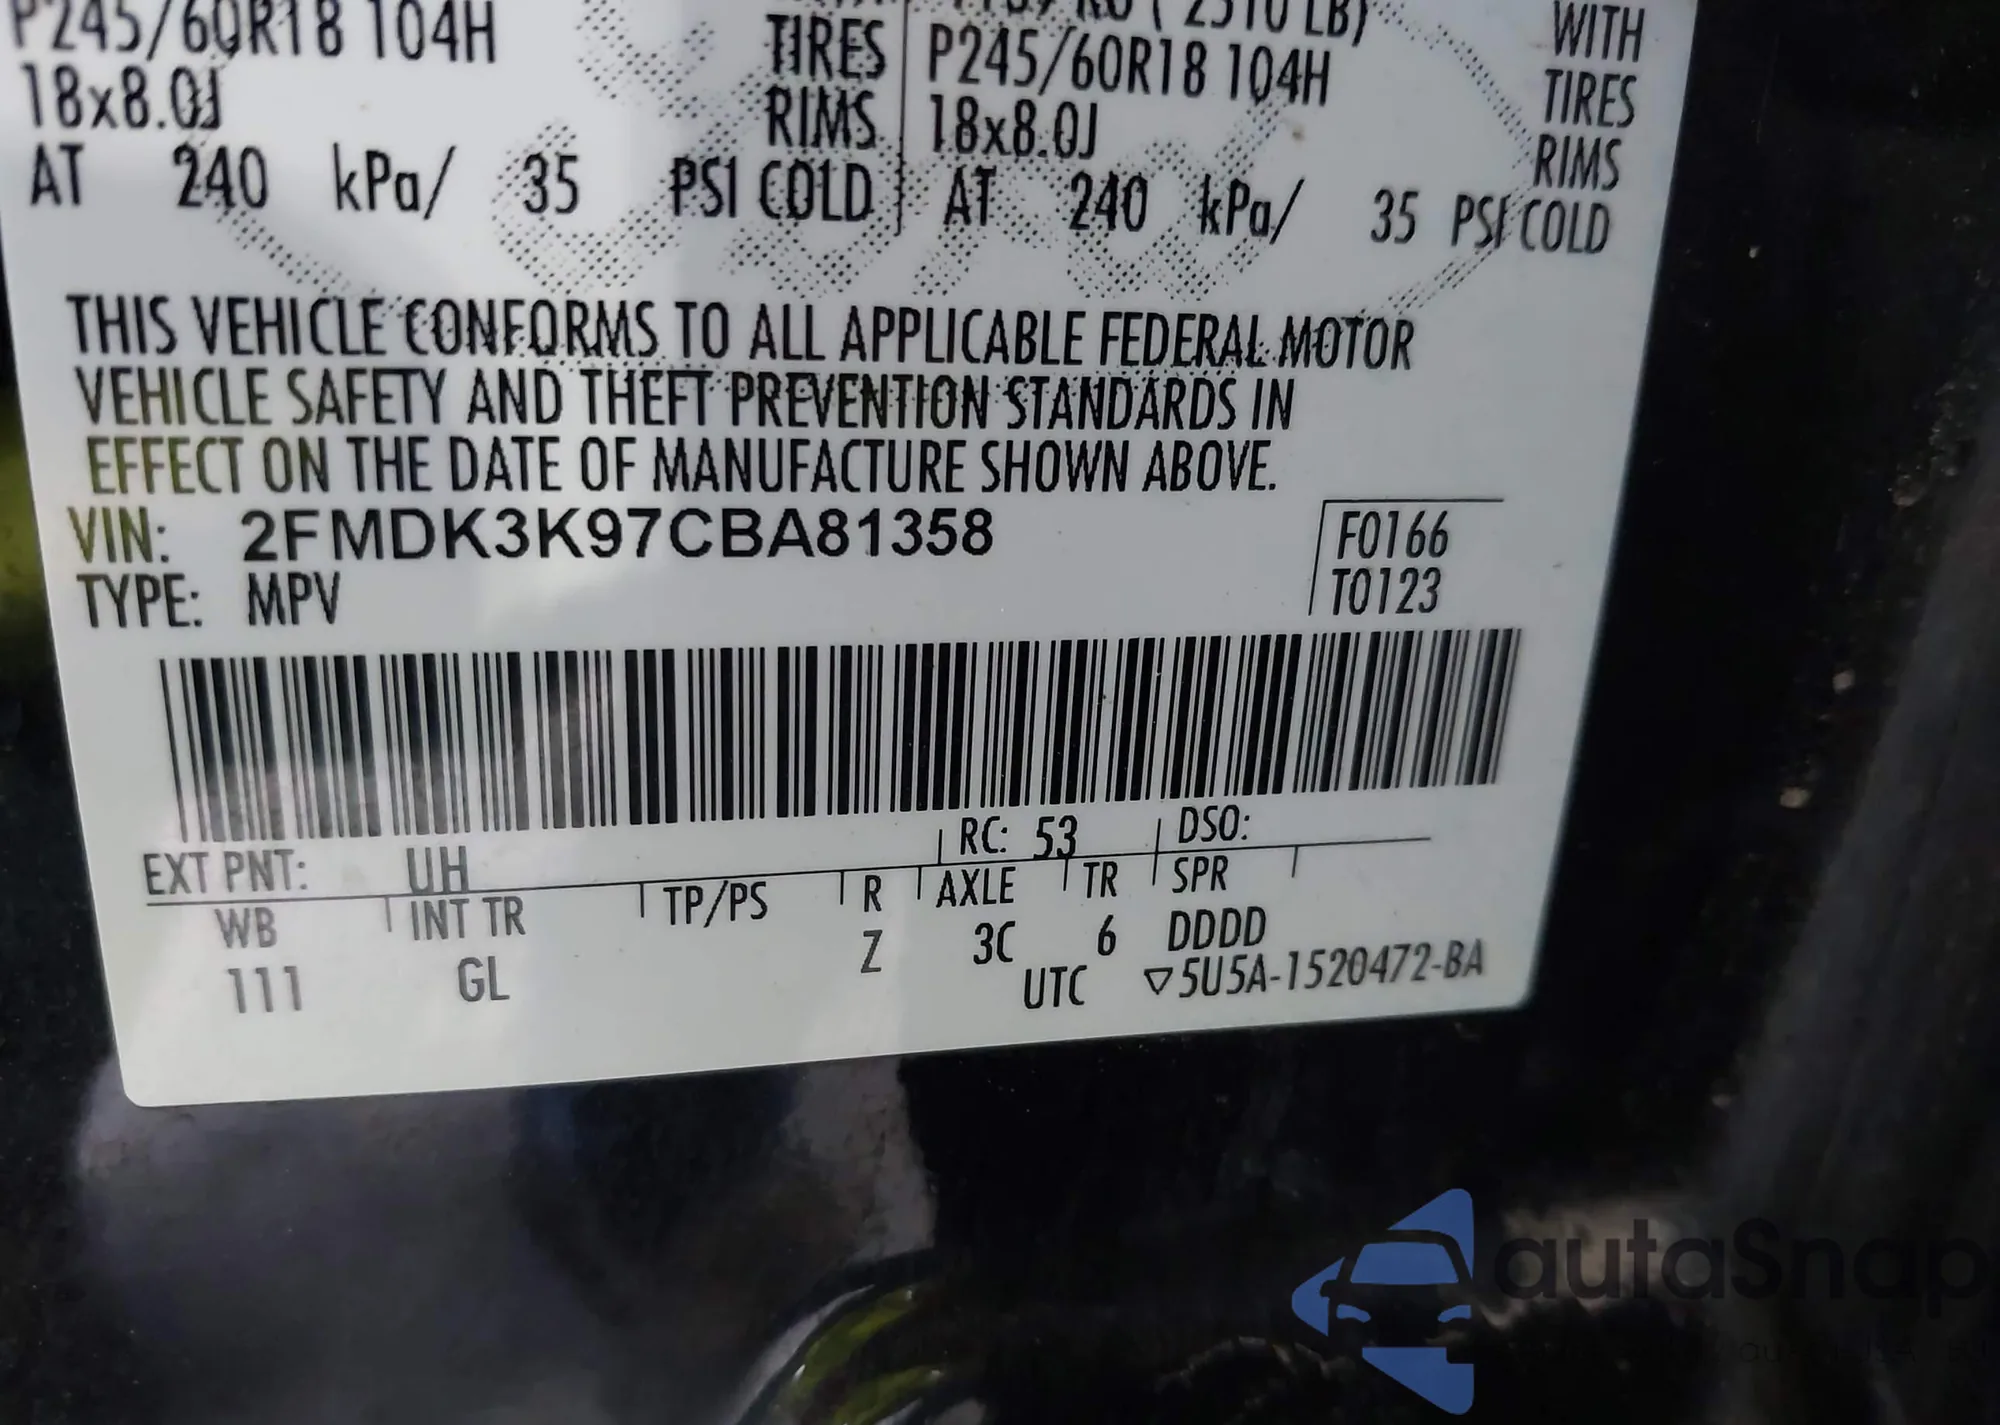 P245/60R18 104H TIRES P245/60R18 104H WITH TIRES
18x8.0J RIMS 18x8.0J RIMS
AT 240 kPa/ 35 PSI COLD AT 240 kPa/ 35 PSI COLD
THIS VEHICLE CONFORMS TO ALL APPLICABLE FEDERAL MOTOR
VEHICLE SAFETY AND THEFT PREVENTION STANDARDS IN
EFFECT ON THE DATE OF MANUFACTURE SHOWN ABOVE.
VIN: 2FMDK3K97CBA81358 F0166
TYPE: MPV T0123
EXT PNT: UH RC: 53 DSO:
WB INT TR TP/PS R AXLE TR SPR
111 GL Z 3C 6 DDDD
UTC ▽5U5A-1520472-BA
autaSnap